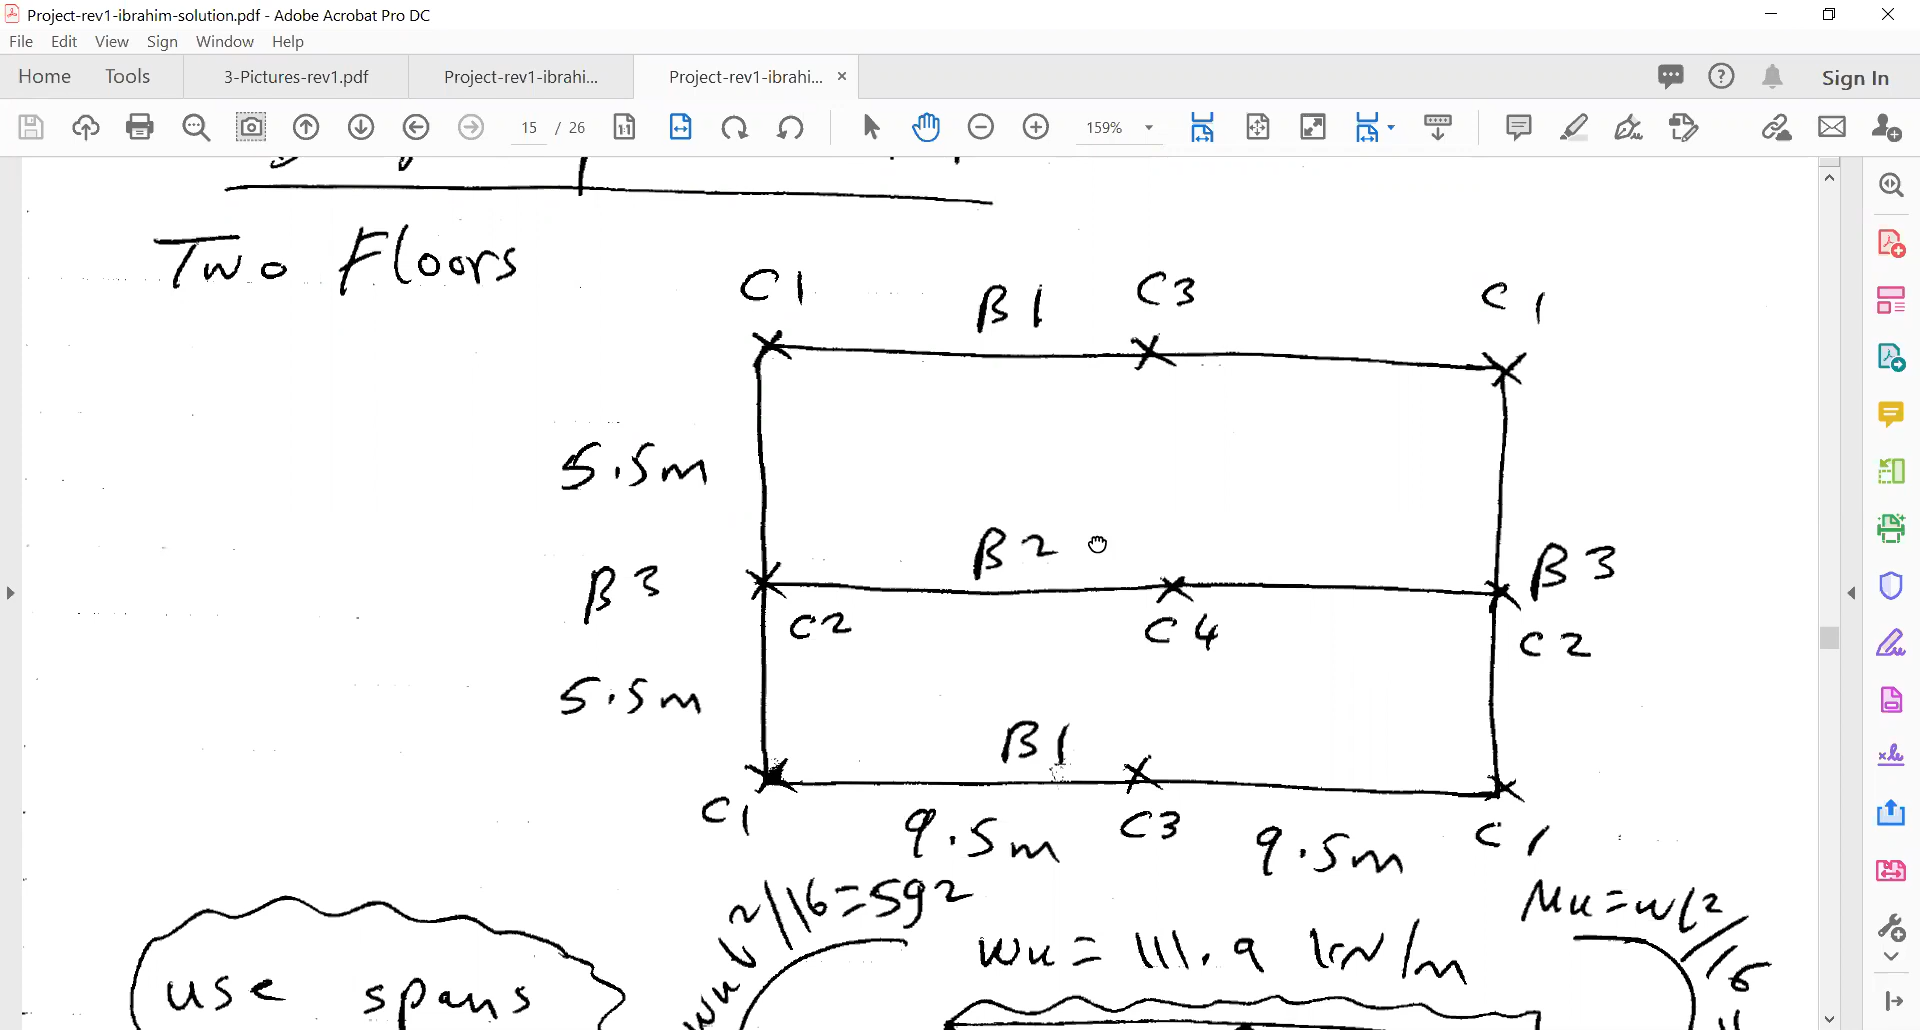 Project-rev1-ibrahim-solution.pdf - Adobe Acrobat Pro DC
File Edit View Sign Window Help
Home Tools 3-Pictures-rev1.pdf Project-rev1-ibrahi... Project-rev1-ibrahi... × Sign In
15 / 26 159%
Two Floors
C1 B1 C3 C1
5.5m
B2 B3
B3
C2 C4 C2
5.5m
B1
C1 9.5m C3 9.5m C1
wu l2/16=592 Mu=wl2/16
wu = 111.9 kN/m
use spans